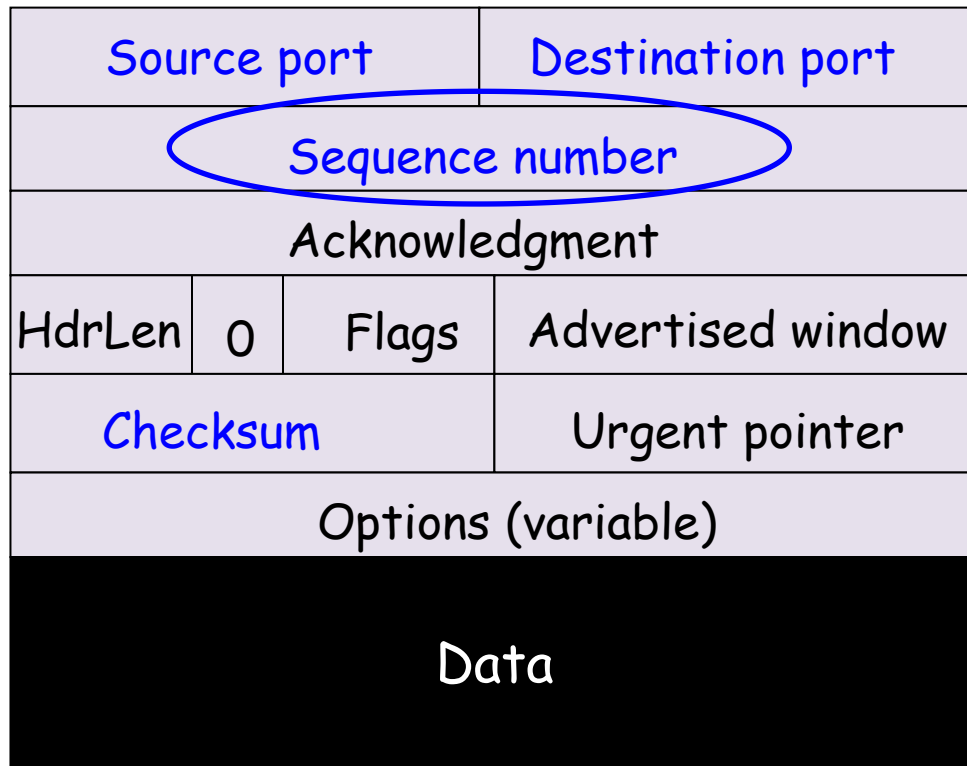 Source port Destination port
Sequence number
Acknowledgment
HdrLen 0 Flags Advertised window
Checksum Urgent pointer
Options (variable)
Data